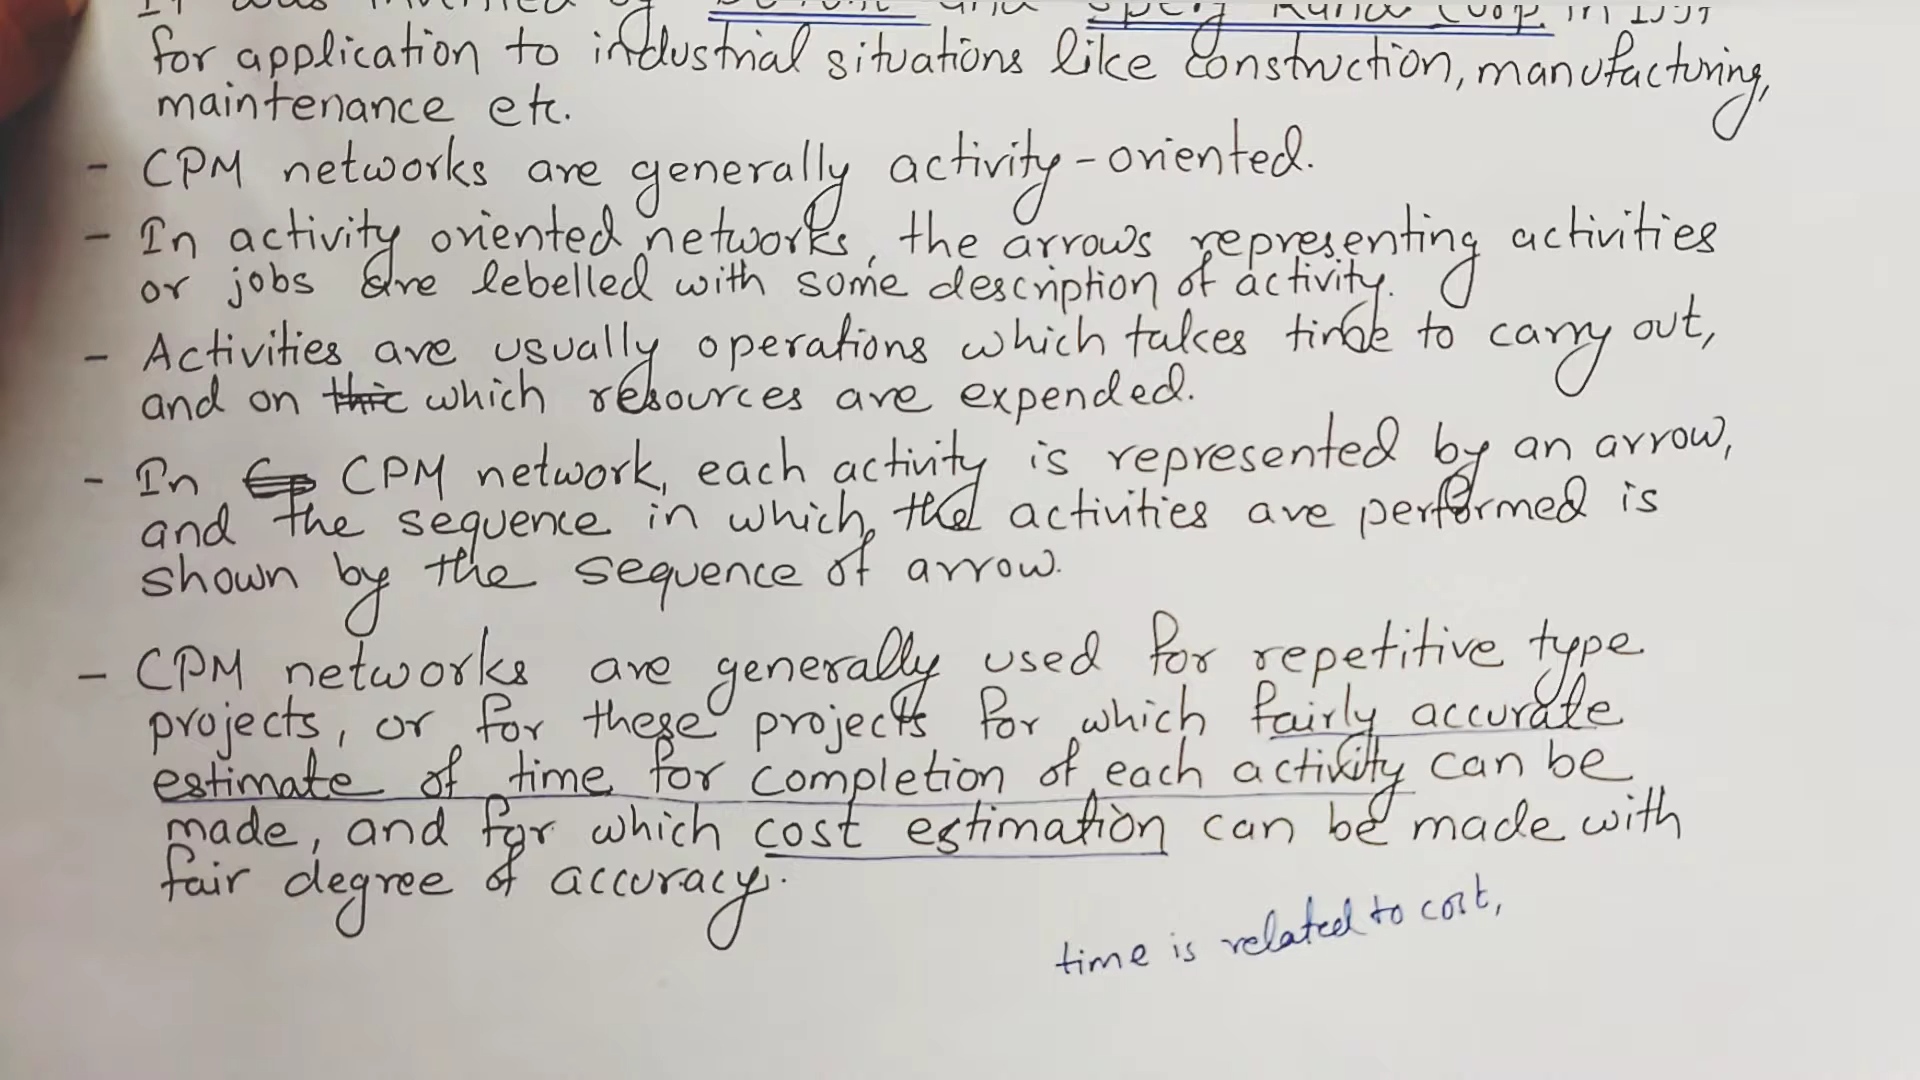 for application to industrial situations like construction, manufacturing,
maintenance etc.
- CPM networks are generally activity-oriented.
- In activity oriented networks, the arrows representing activities
or jobs are lebelled with some description of activity.
- Activities are usually operations which takes time to carry out,
and on which resources are expended.
- In CPM network, each activity is represented by an arrow,
and the sequence in which the activities are performed is
shown by the sequence of arrow.
- CPM networks are generally used for repetitive type
projects, or for these projects for which fairly accurate
estimate of time for completion of each activity can be
made, and for which cost estimation can be made with
fair degree of accuracy.
time is related to cost,